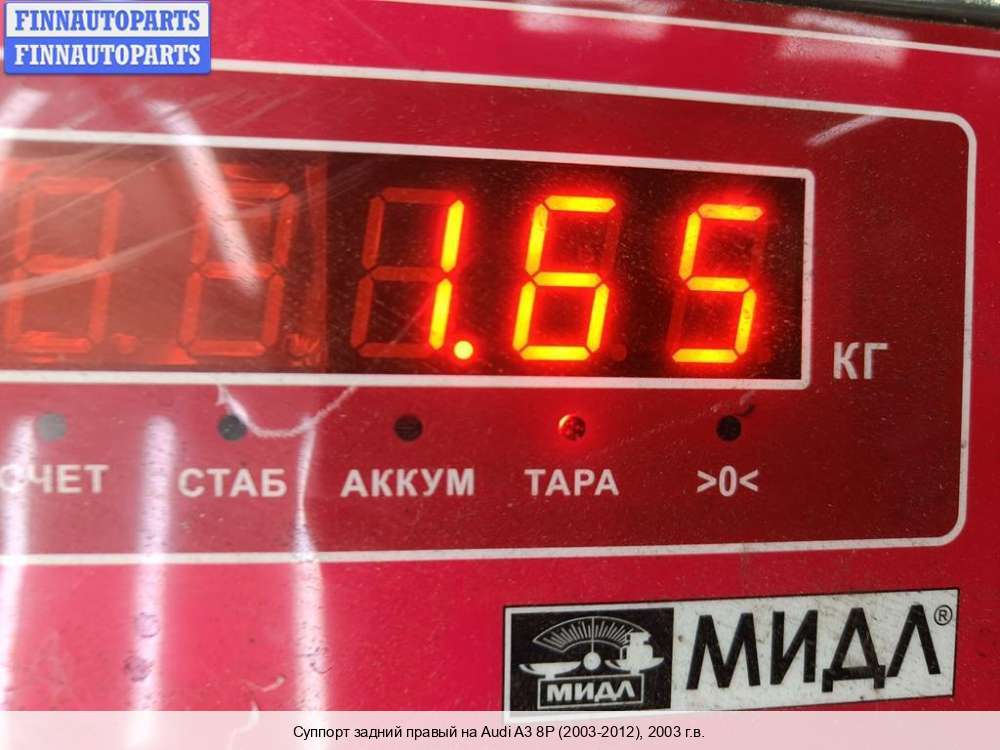 FINNAUTOPARTS
FINNAUTOPARTS
1.65
КГ
СЧЕТ СТАБ АККУМ ТАРА >0<
МИДЛ МИДЛ®
Суппорт задний правый на Audi A3 8P (2003-2012), 2003 г.в.